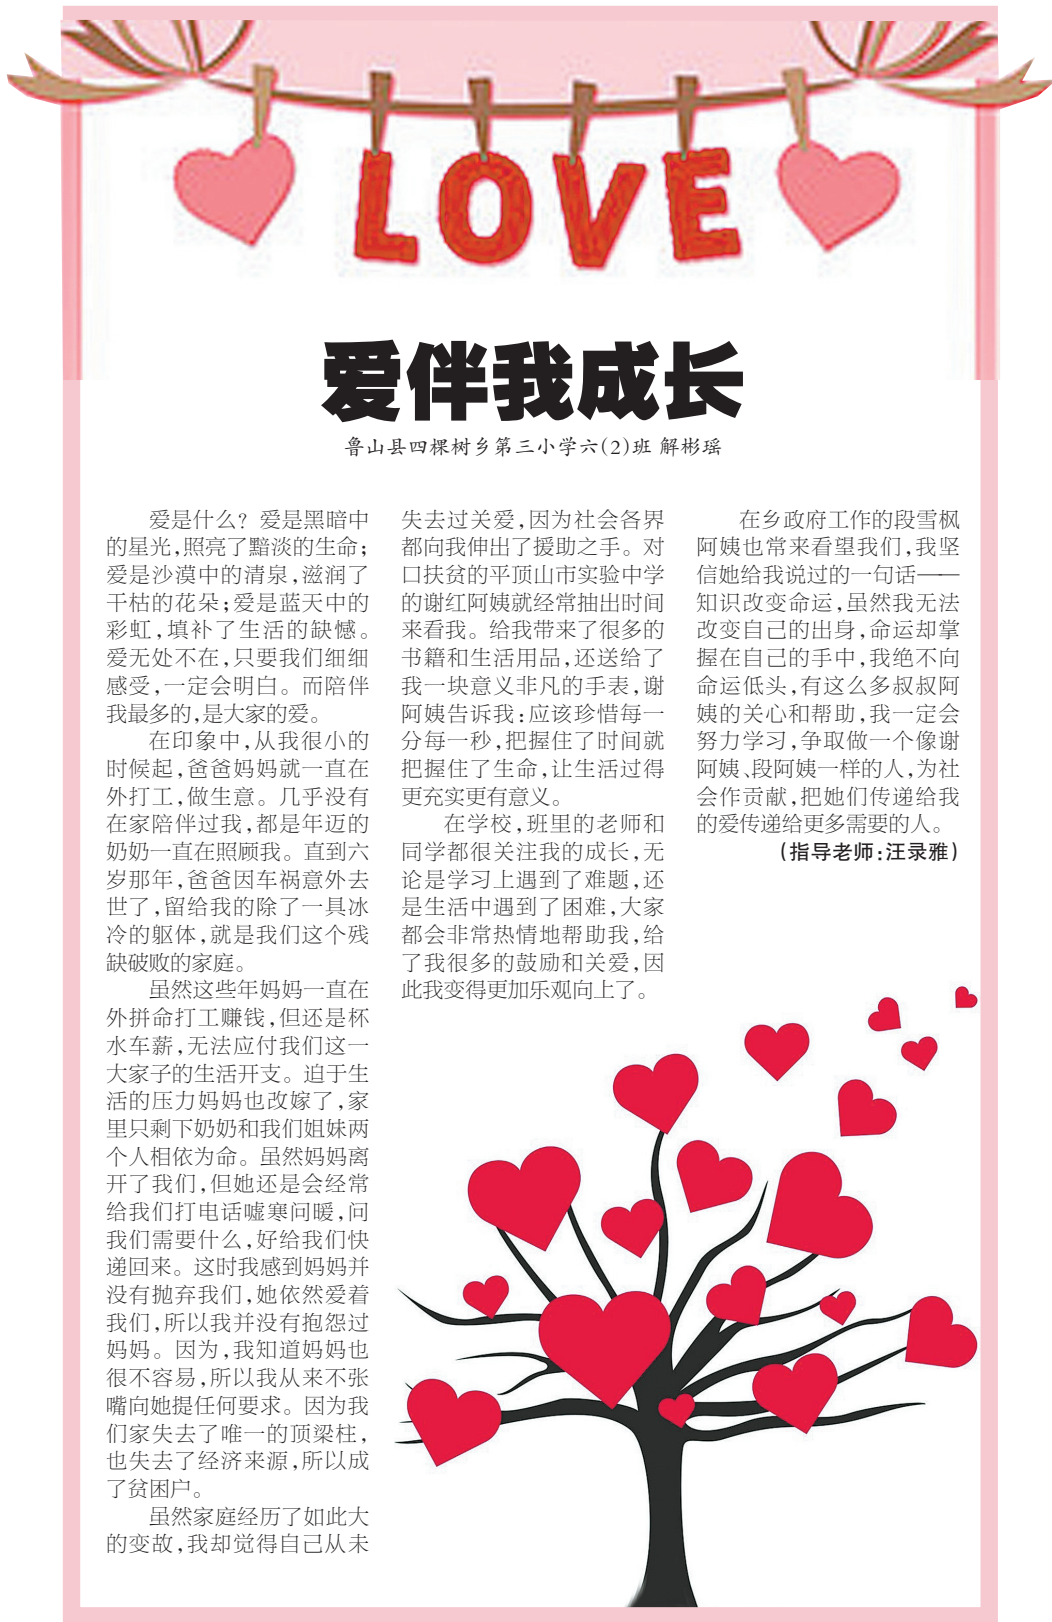 LOVE
爱伴我成长
鲁山县四棵树乡第三小学六(2)班 解彬瑶
爱是什么？爱是黑暗中
的星光,照亮了黯淡的生命;
爱是沙漠中的清泉,滋润了
干枯的花朵;爱是蓝天中的
彩虹,填补了生活的缺憾。
爱无处不在,只要我们细细
感受,一定会明白。而陪伴
我最多的,是大家的爱。
在印象中,从我很小的
时候起,爸爸妈妈就一直在
外打工,做生意。几乎没有
在家陪伴过我,都是年迈的
奶奶一直在照顾我。直到六
岁那年,爸爸因车祸意外去
世了,留给我的除了一具冰
冷的躯体,就是我们这个残
缺破败的家庭。
虽然这些年妈妈一直在
外拼命打工赚钱,但还是杯
水车薪,无法应付我们这一
大家子的生活开支。迫于生
活的压力妈妈也改嫁了,家
里只剩下奶奶和我们姐妹两
个人相依为命。虽然妈妈离
开了我们,但她还是会经常
给我们打电话嘘寒问暖,问
我们需要什么,好给我们快
递回来。这时我感到妈妈并
没有抛弃我们,她依然爱着
我们,所以我并没有抱怨过
妈妈。因为,我知道妈妈也
很不容易,所以我从来不张
嘴向她提任何要求。因为我
们家失去了唯一的顶梁柱,
也失去了经济来源,所以成
了贫困户。
虽然家庭经历了如此大
的变故,我却觉得自己从未
失去过关爱,因为社会各界
都向我伸出了援助之手。对
口扶贫的平顶山市实验中学
的谢红阿姨就经常抽出时间
来看我。给我带来了很多的
书籍和生活用品,还送给了
我一块意义非凡的手表,谢
阿姨告诉我:应该珍惜每一
分每一秒,把握住了时间就
把握住了生命,让生活过得
更充实更有意义。
在学校,班里的老师和
同学都很关注我的成长,无
论是学习上遇到了难题,还
是生活中遇到了困难,大家
都会非常热情地帮助我,给
了我很多的鼓励和关爱,因
此我变得更加乐观向上了。
在乡政府工作的段雪枫
阿姨也常来看望我们,我坚
信她给我说过的一句话——
知识改变命运,虽然我无法
改变自己的出身,命运却掌
握在自己的手中,我绝不向
命运低头,有这么多叔叔阿
姨的关心和帮助,我一定会
努力学习,争取做一个像谢
阿姨、段阿姨一样的人,为社
会作贡献,把她们传递给我
的爱传递给更多需要的人。
(指导老师:汪录雅)